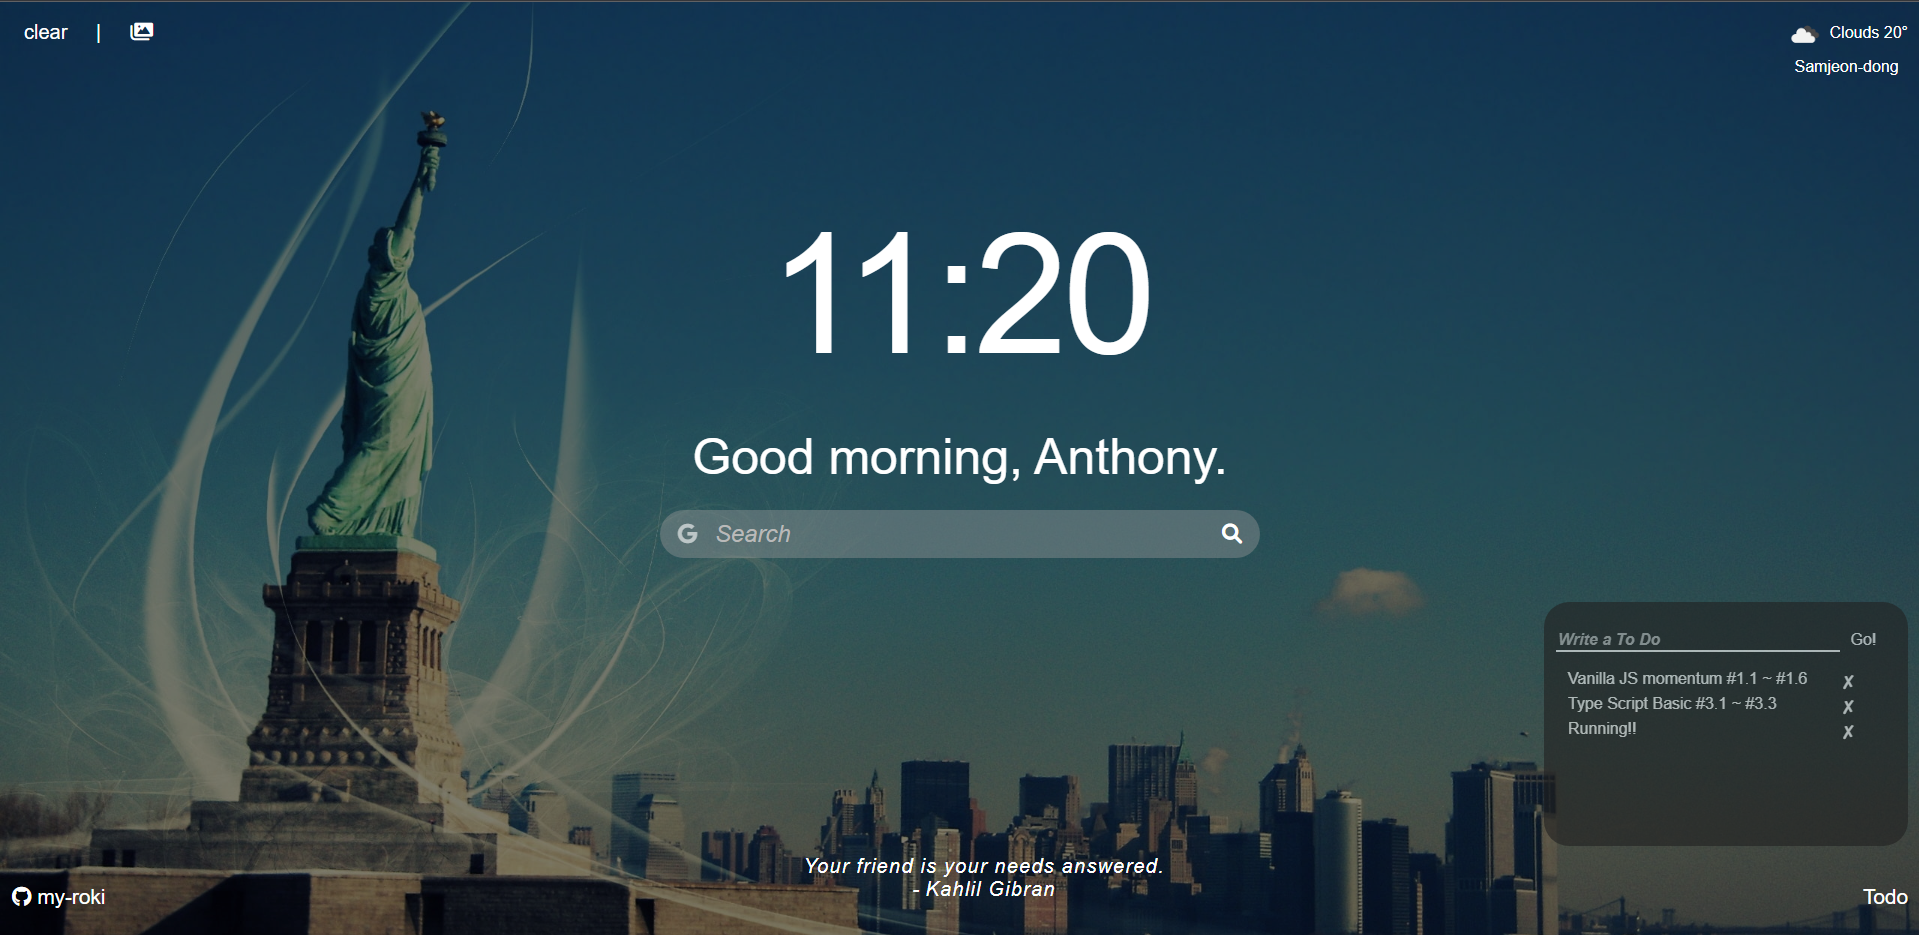 clear |
Clouds 20°
Samjeon-dong
11:20
Good morning, Anthony.
Search
Write a To Do Go!
Vanilla JS momentum #1.1 ~ #1.6 ✗
Type Script Basic #3.1 ~ #3.3 ✗
Running!! ✗
Your friend is your needs answered.
- Kahlil Gibran
my-roki
Todo